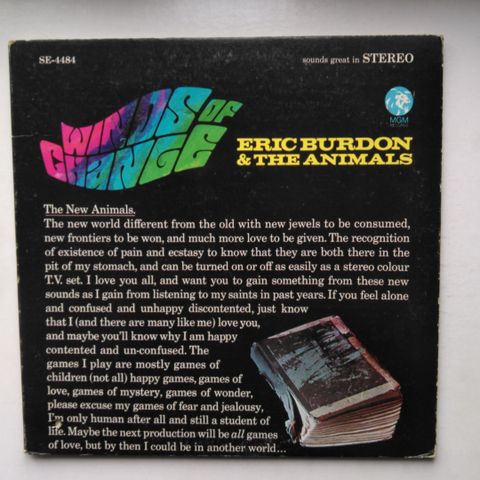 SE-4484
sounds great in STEREO
WINDS OF
CHANGE
MGM
RECORDS
ERIC BURDON
& THE ANIMALS
The New Animals.
The new world different from the old with new jewels to be consumed,
new frontiers to be won, and much more love to be given. The recognition
of existence of pain and ecstasy to know that they are both there in the
pit of my stomach, and can be turned on or off as easily as a stereo colour
T.V. set. I love you all, and want you to gain something from these new
sounds as I gain from listening to my saints in past years. If you feel alone
and confused and unhappy discontented, just know
that I (and there are many like me) love you,
and maybe you'll know why I am happy
contented and un-confused. The
games I play are mostly games of
children (not all) happy games, games of
love, games of mystery, games of wonder,
please excuse my games of fear and jealousy,
I'm only human after all and still a student of
life. Maybe the next production will be all games
of love, but by then I could be in another world...